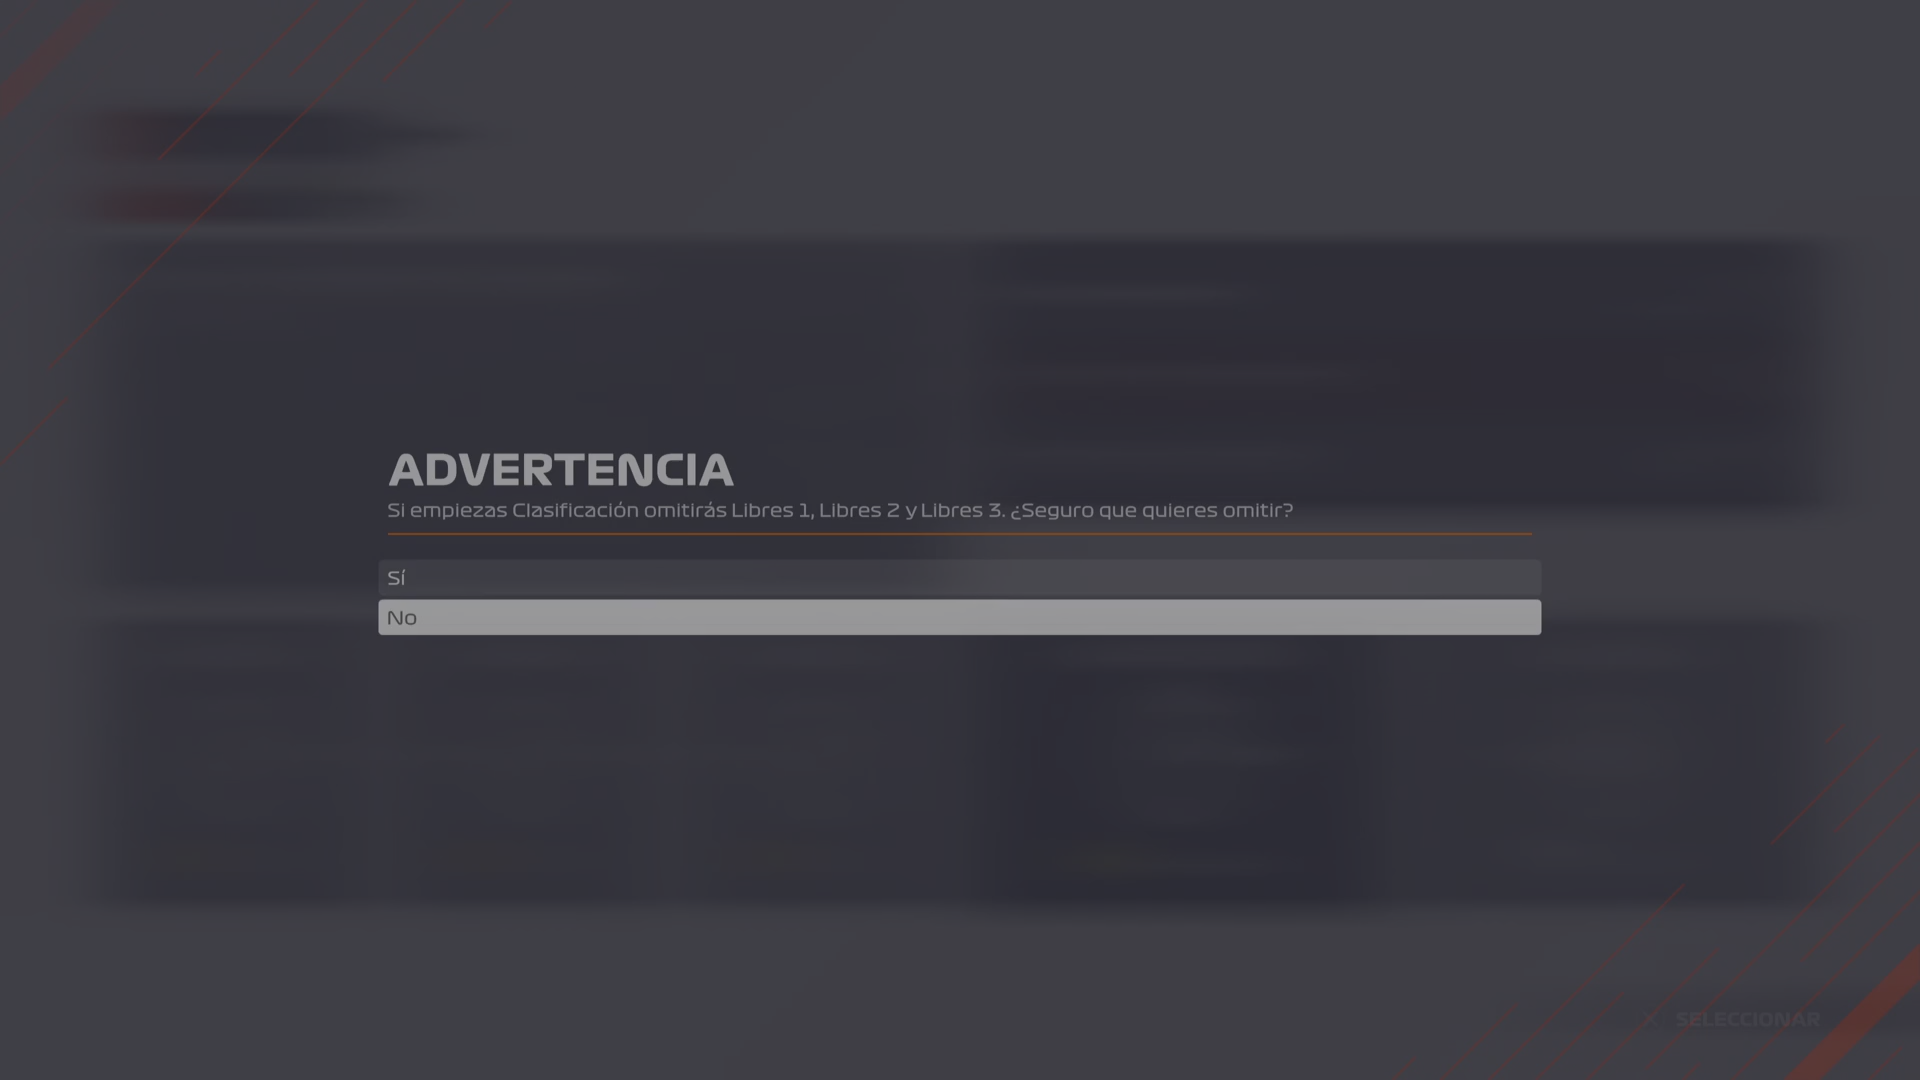 ADVERTENCIA
Si empiezas Clasificación omitirás Libres 1, Libres 2 y Libres 3. ¿Seguro que quieres omitir?
Sí
No
SELECCIONAR